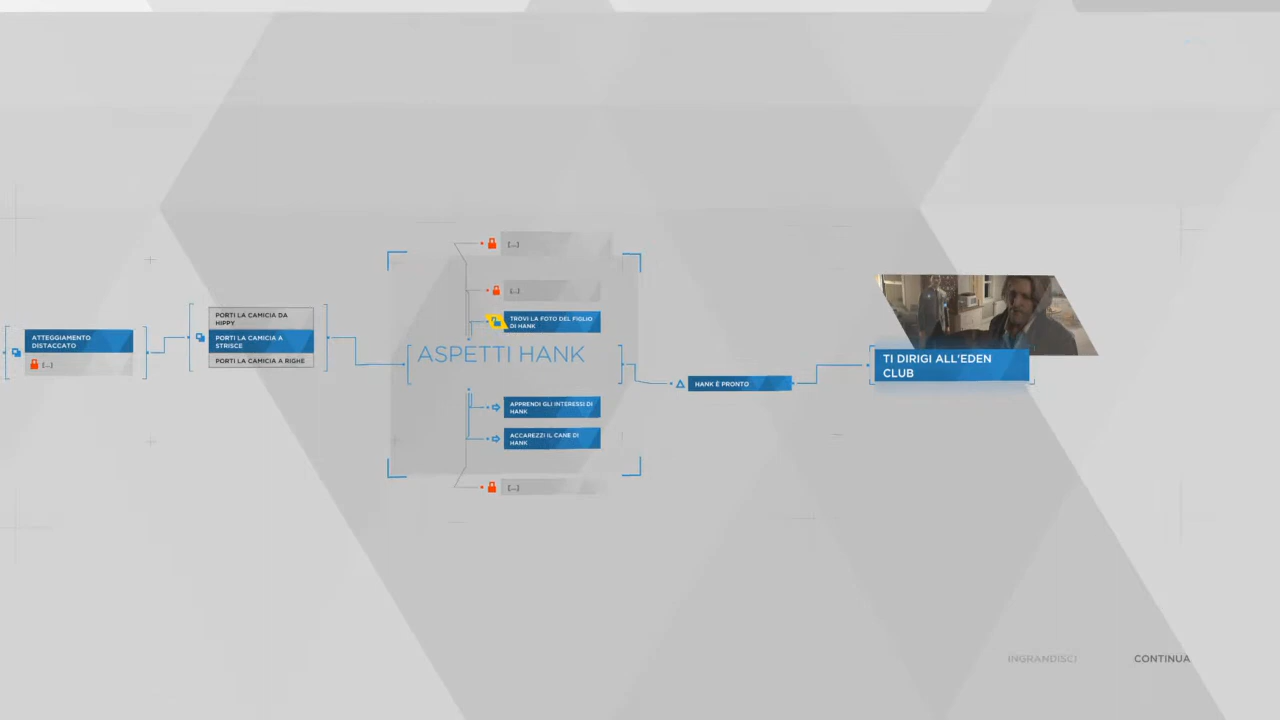 ATTEGGIAMENTO
DISTACCATO
[...]
PORTI LA CAMICIA DA
HIPPY
PORTI LA CAMICIA A
STRISCE
PORTI LA CAMICIA A RIGHE
[...]
[...]
TROVI LA FOTO DEL FIGLIO
DI HANK
ASPETTI HANK
APPRENDI GLI INTERESSI DI
HANK
ACCAREZZI IL CANE DI
HANK
[...]
HANK È PRONTO
TI DIRIGI ALL'EDEN
CLUB
INGRANDISCI
CONTINUA